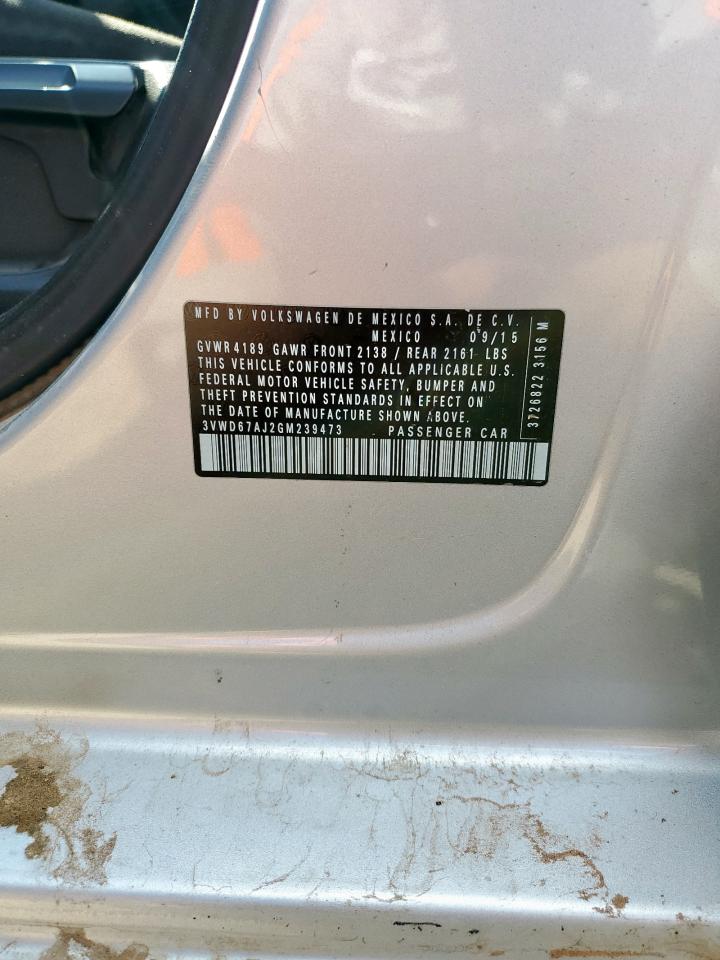 MFD BY VOLKSWAGEN DE MEXICO S.A. DE C.V.
MEXICO 09/15
GVWR 4189 GAWR FRONT 2138 / REAR 2161 LBS
THIS VEHICLE CONFORMS TO ALL APPLICABLE U.S.
FEDERAL MOTOR VEHICLE SAFETY, BUMPER AND
THEFT PREVENTION STANDARDS IN EFFECT ON
THE DATE OF MANUFACTURE SHOWN ABOVE.
3VWD67AJ2GM239473 PASSENGER CAR
3726822 3156 M